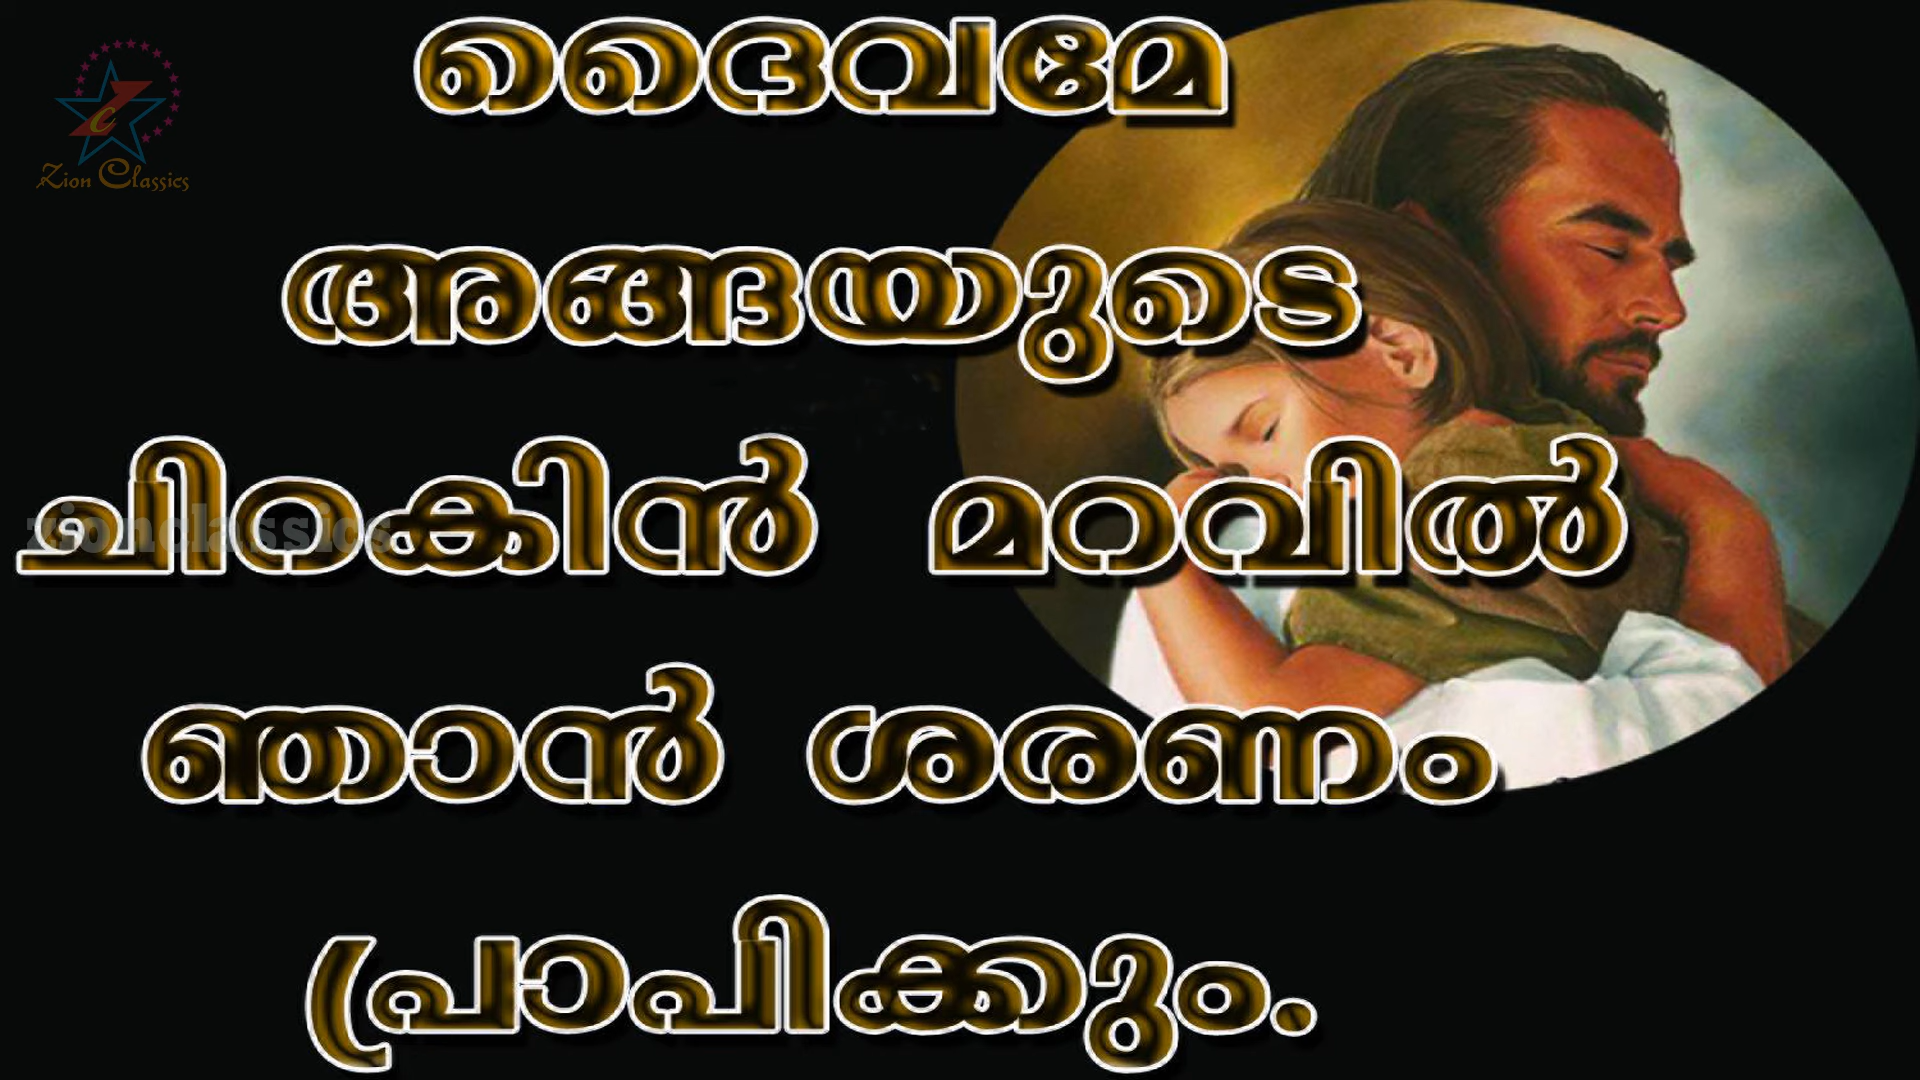 Zion Classics
ദൈവമേ
അങ്ങയുടെ
ചിറകിൻ മറവിൽ
zionclassics
ഞാൻ ശരണം
പ്രാപിക്കും.